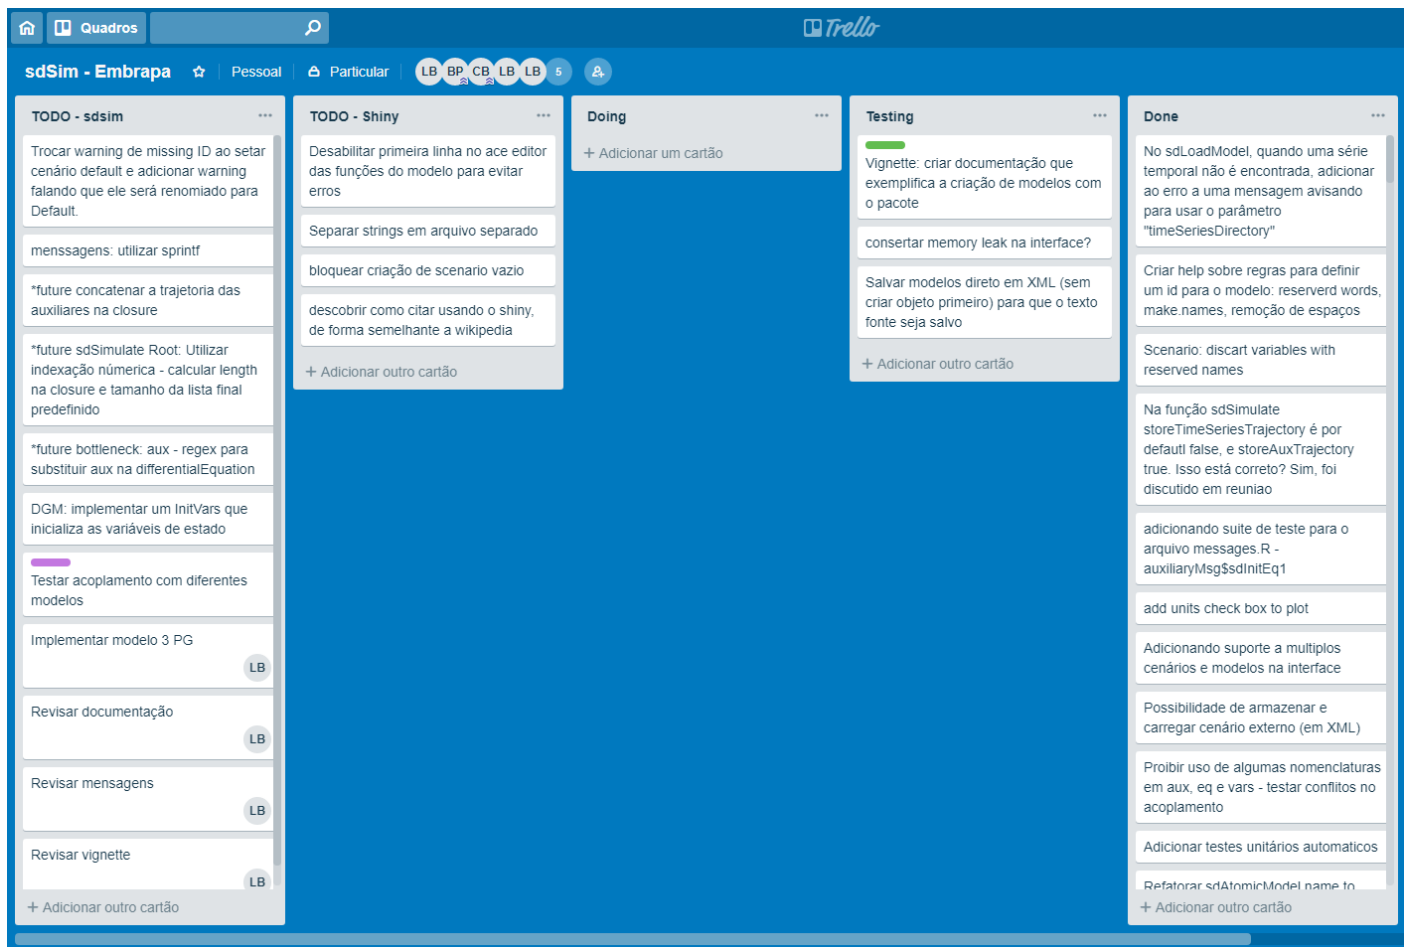 Quadros
Trello
sdSim - Embrapa
Pessoal
Particular
LB BP CB LB LB 5
TODO - sdsim
Trocar warning de missing ID ao setar
cenário default e adicionar warning
falando que ele será renomiado para
Default.
menssagens: utilizar sprintf
*future concatenar a trajetoria das
auxiliares na closure
*future sdSimulate Root: Utilizar
indexação númerica - calcular length
na closure e tamanho da lista final
predefinido
*future bottleneck: aux - regex para
substituir aux na differentialEquation
DGM: implementar um InitVars que
inicializa as variáveis de estado
Testar acoplamento com diferentes
modelos
Implementar modelo 3 PG
LB
Revisar documentação
LB
Revisar mensagens
LB
Revisar vignette
LB
+ Adicionar outro cartão
TODO - Shiny
Desabilitar primeira linha no ace editor
das funções do modelo para evitar
erros
Separar strings em arquivo separado
bloquear criação de scenario vazio
descobrir como citar usando o shiny,
de forma semelhante a wikipedia
+ Adicionar outro cartão
Doing
+ Adicionar um cartão
Testing
Vignette: criar documentação que
exemplifica a criação de modelos com
o pacote
consertar memory leak na interface?
Salvar modelos direto em XML (sem
criar objeto primeiro) para que o texto
fonte seja salvo
+ Adicionar outro cartão
Done
No sdLoadModel, quando uma série
temporal não é encontrada, adicionar
ao erro a uma mensagem avisando
para usar o parâmetro
"timeSeriesDirectory"
Criar help sobre regras para definir
um id para o modelo: reserverd words,
make.names, remoção de espaços
Scenario: discart variables with
reserved names
Na função sdSimulate
storeTimeSeriesTrajectory é por
defautl false, e storeAuxTrajectory
true. Isso está correto? Sim, foi
discutido em reuniao
adicionando suite de teste para o
arquivo messages.R -
auxiliaryMsg$sdInitEq1
add units check box to plot
Adicionando suporte a multiplos
cenários e modelos na interface
Possibilidade de armazenar e
carregar cenário externo (em XML)
Proibir uso de algumas nomenclaturas
em aux, eq e vars - testar conflitos no
acoplamento
Adicionar testes unitários automaticos
Refatorar sdAtomicModel name to
+ Adicionar outro cartão